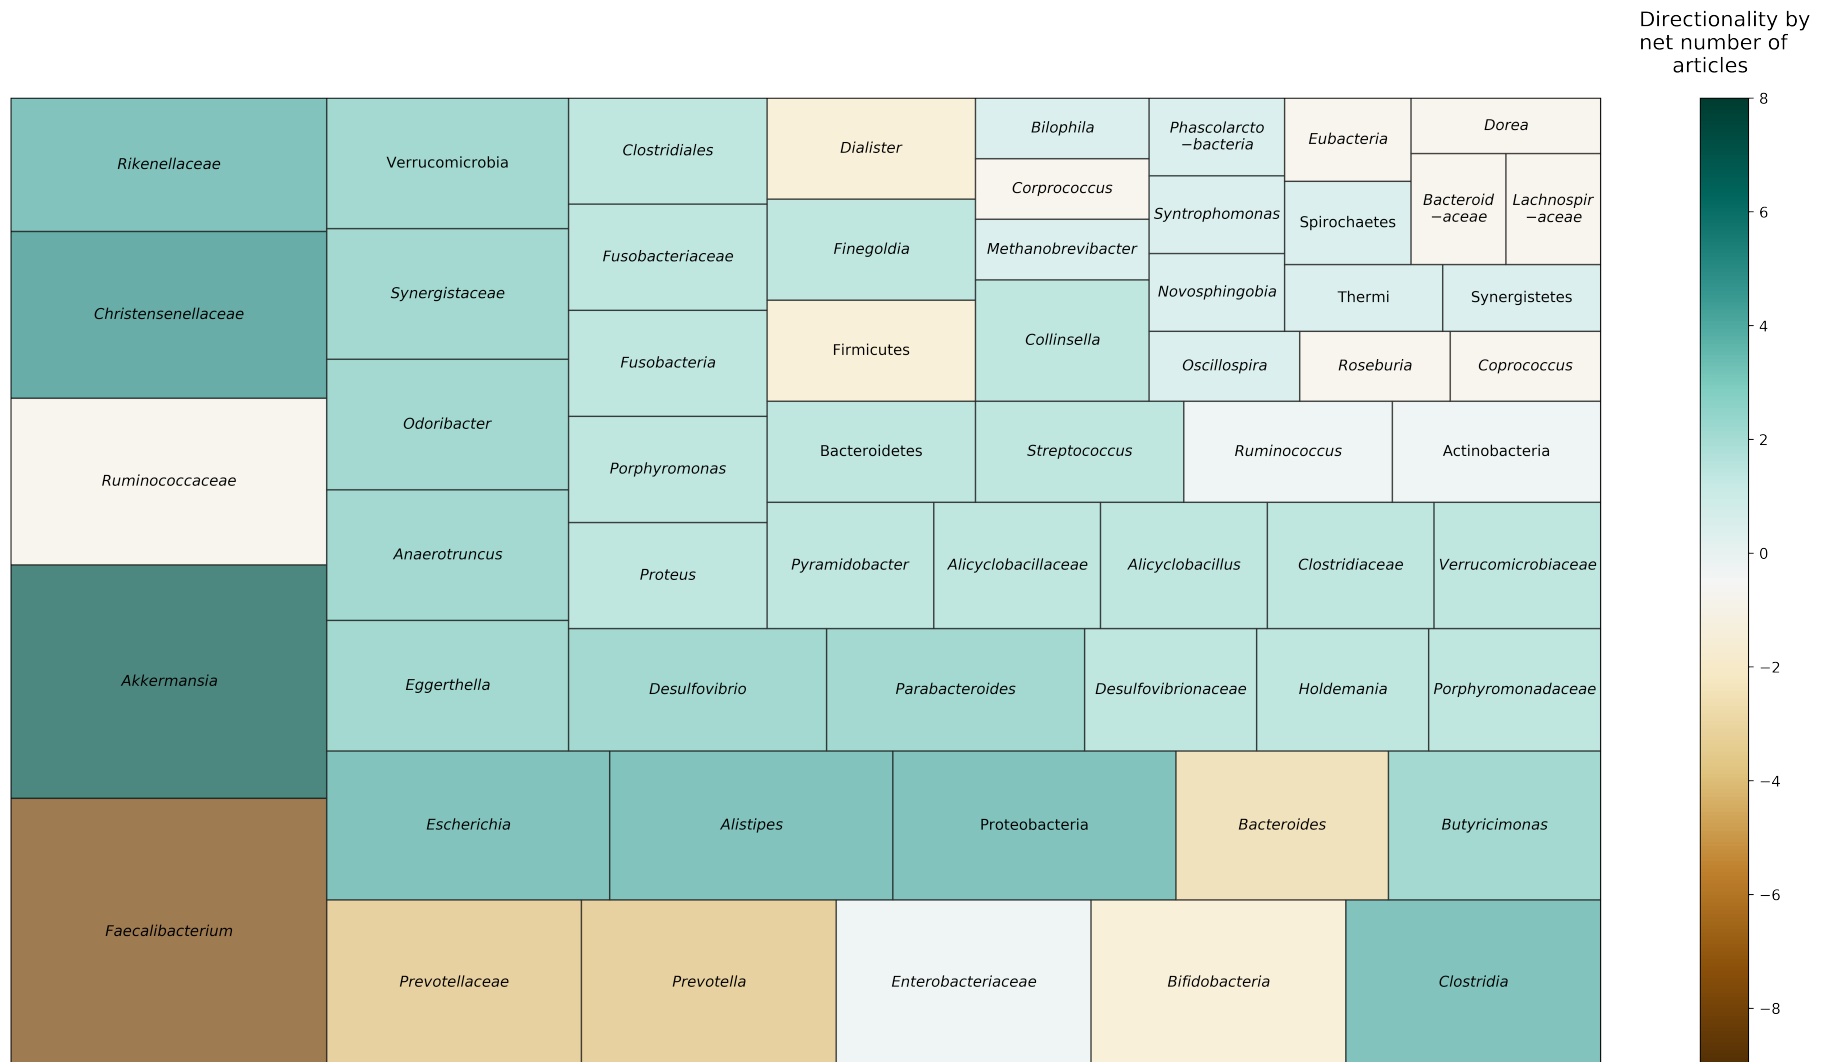 Directionality by
net number of
articles
Rikenellaceae
Christensenellaceae
Ruminococcaceae
Akkermansia
Faecalibacterium
Verrucomicrobia
Synergistaceae
Odoribacter
Anaerotruncus
Eggerthella
Clostridiales
Fusobacteriaceae
Fusobacteria
Porphyromonas
Proteus
Dialister
Finegoldia
Firmicutes
Bacteroidetes
Bilophila
Corprococcus
Methanobrevibacter
Collinsella
Streptococcus
Phascolarcto
−bacteria
Syntrophomonas
Novosphingobia
Oscillospira
Eubacteria
Spirochaetes
Dorea
Bacteroid
−aceae
Lachnospir
−aceae
Thermi
Synergistetes
Roseburia
Coprococcus
Ruminococcus
Actinobacteria
Pyramidobacter
Alicyclobacillaceae
Alicyclobacillus
Clostridiaceae
Verrucomicrobiaceae
Desulfovibrio
Parabacteroides
Desulfovibrionaceae
Holdemania
Porphyromonadaceae
Escherichia
Alistipes
Proteobacteria
Bacteroides
Butyricimonas
Prevotellaceae
Prevotella
Enterobacteriaceae
Bifidobacteria
Clostridia
8
6
4
2
0
−2
−4
−6
−8